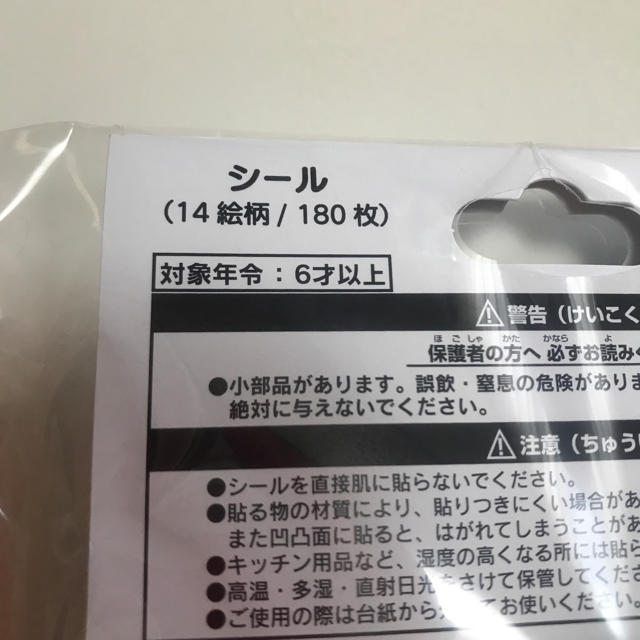 シール
(14絵柄/180枚)
対象年令：6才以上
⚠警告(けいこく
ほごしゃ かた かなら よ
保護者の方へ 必ずお読みく
●小部品があります。誤飲・窒息の危険がありま
絶対に与えないでください。
⚠注意(ちゅう
●シールを直接肌に貼らないでください。
●貼る物の材質により、貼りつきにくい場合があ
また凹凸面に貼ると、はがれてしまうことがあ
●キッチン用品など、湿度の高くなる所には貼ら
●高温・多湿・直射日光をさけて保管してくださ
●ご使用の際は台紙から てお使いください。